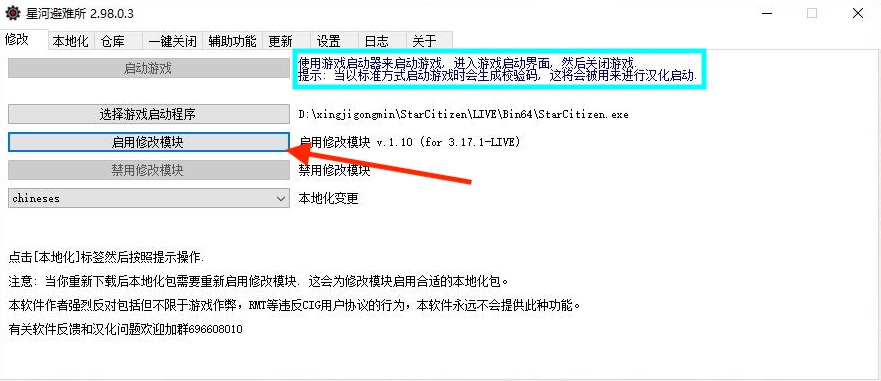 星河避难所 2.98.0.3
修改 本地化 仓库 一键关闭 辅助功能 更新 设置 日志 关于
启动游戏
使用游戏启动器来启动游戏, 进入游戏启动界面, 然后关闭游戏.
提示: 当以标准方式启动游戏时会生成校验码, 这将会被用来进行汉化启动.
选择游戏启动程序 D:\xingjigongmin\StarCitizen\LIVE\Bin64\StarCitizen.exe
启用修改模块 启用修改模块 v.1.10 (for 3.17.1-LIVE)
禁用修改模块 禁用修改模块
chineses 本地化变更
点击[本地化]标签然后按照提示操作.
注意: 当你重新下载后本地化包需要重新启用修改模块. 这会为修改模块启用合适的本地化包。
本软件作者强烈反对包括但不限于游戏作弊, RMT等违反CIG用户协议的行为, 本软件永远不会提供此种功能。
有关软件反馈和汉化问题欢迎加群696608010